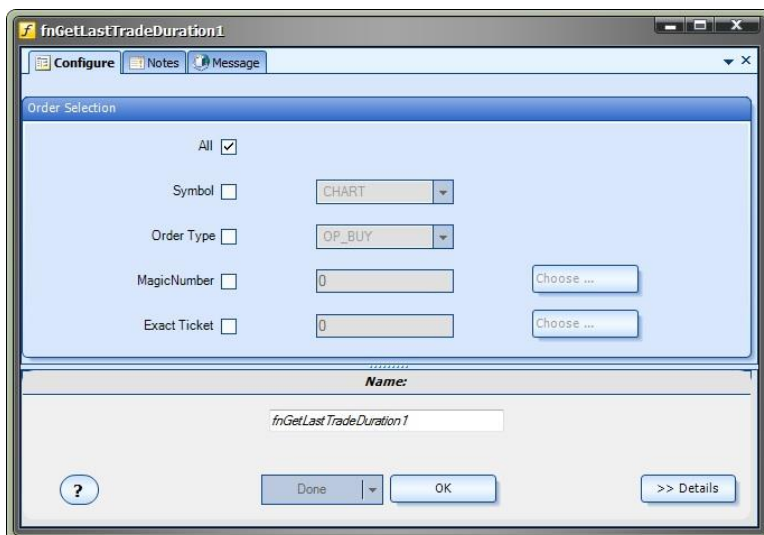 fnGetLastTradeDuration1
Configure Notes Message
Order Selection
All
Symbol CHART
Order Type OP_BUY
MagicNumber 0 Choose ...
Exact Ticket 0 Choose ...
Name:
fnGetLastTradeDuration1
? Done OK >> Details